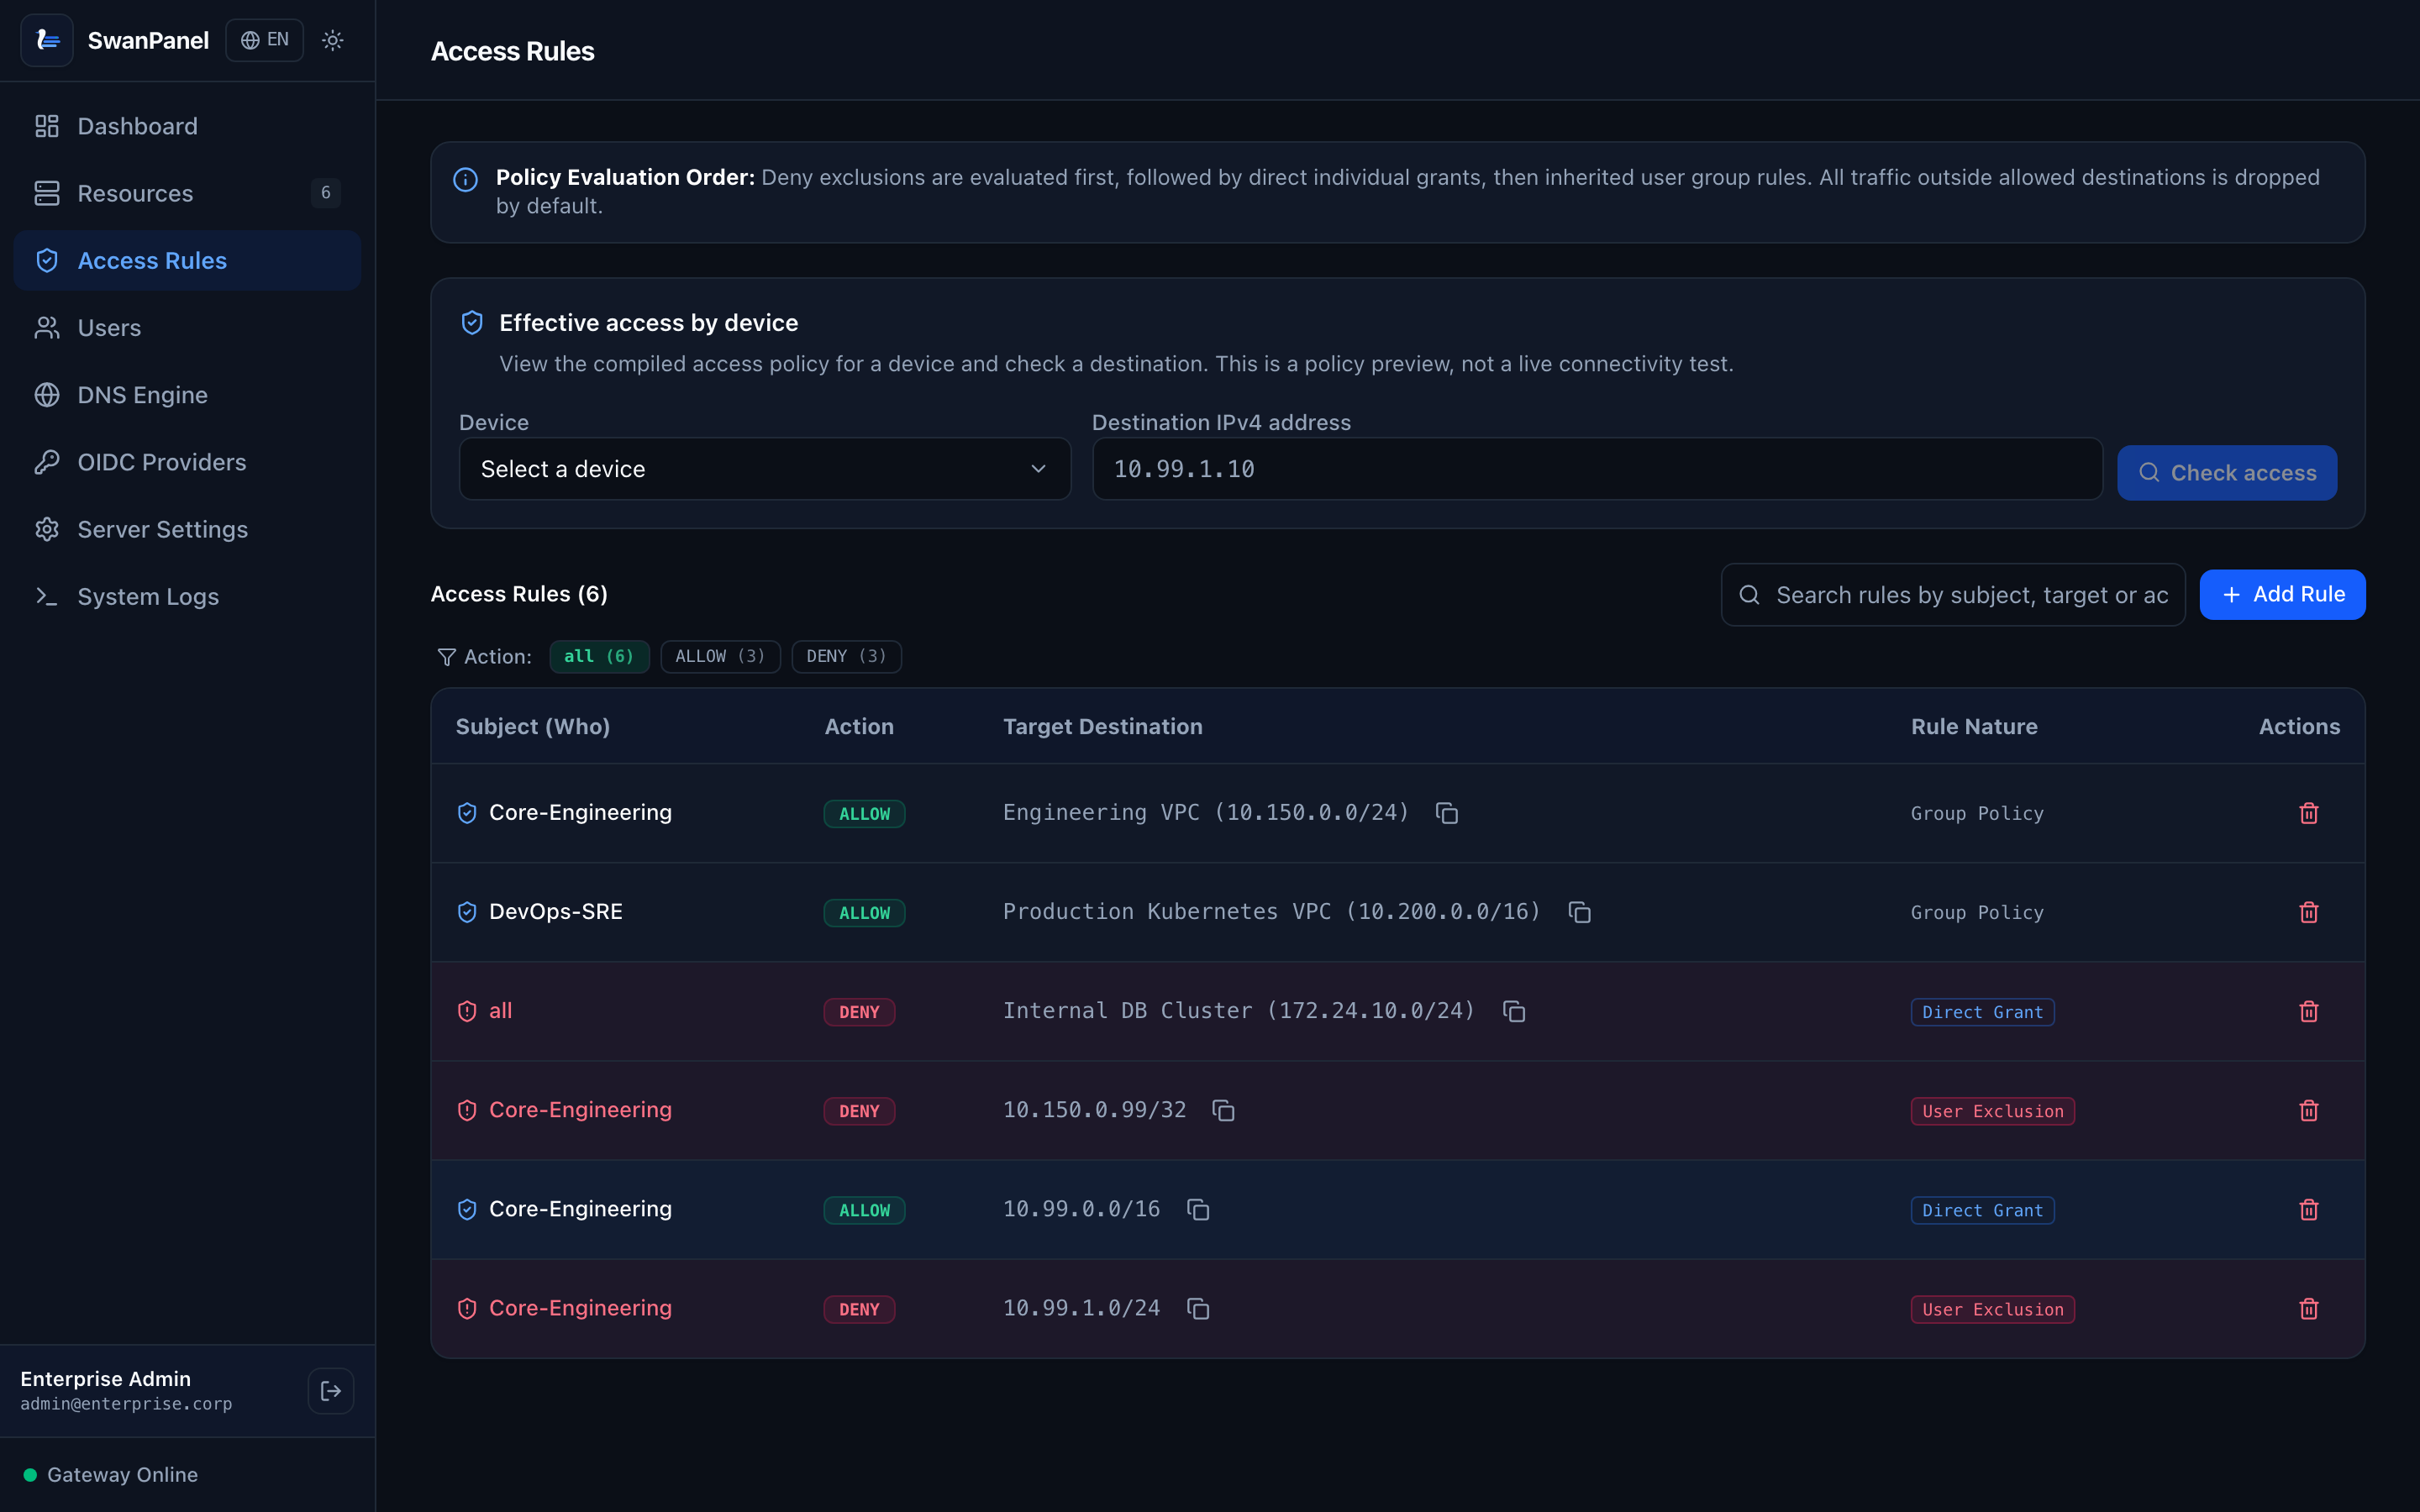 SwanPanel
EN
Dashboard
Resources
6
Access Rules
Users
DNS Engine
OIDC Providers
Server Settings
System Logs
Enterprise Admin
admin@enterprise.corp
Gateway Online
Access Rules
Policy Evaluation Order: Deny exclusions are evaluated first, followed by direct individual grants, then inherited user group rules. All traffic outside allowed destinations is dropped
by default.
Effective access by device
View the compiled access policy for a device and check a destination. This is a policy preview, not a live connectivity test.
Device
Destination IPv4 address
Select a device
10.99.1.10
Check access
Access Rules (6)
Search rules by subject, target or ac
Add Rule
Action: all (6) ALLOW (3) DENY (3)
Subject (Who) Action Target Destination Rule Nature Actions
Core-Engineering ALLOW Engineering VPC (10.150.0.0/24) Group Policy
DevOps-SRE ALLOW Production Kubernetes VPC (10.200.0.0/16) Group Policy
all DENY Internal DB Cluster (172.24.10.0/24) Direct Grant
Core-Engineering DENY 10.150.0.99/32 User Exclusion
Core-Engineering ALLOW 10.99.0.0/16 Direct Grant
Core-Engineering DENY 10.99.1.0/24 User Exclusion